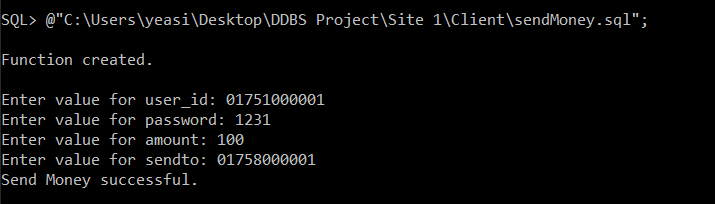 SQL> @"C:\Users\yeasi\Desktop\DDBS Project\Site 1\Client\sendMoney.sql";
Function created.
Enter value for user_id: 01751000001
Enter value for password: 1231
Enter value for amount: 100
Enter value for sendto: 01758000001
Send Money successful.